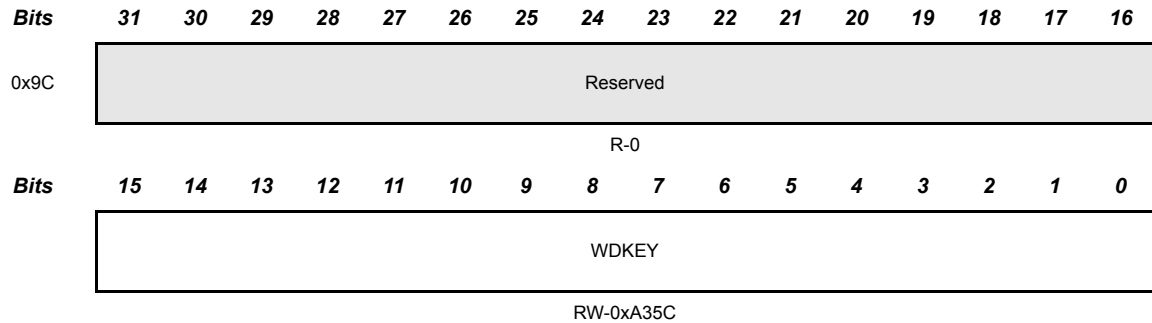 Bits 31 30 29 28 27 26 25 24 23 22 21 20 19 18 17 16
0x9C Reserved
R-0
Bits 15 14 13 12 11 10 9 8 7 6 5 4 3 2 1 0
WDKEY
RW-0xA35C